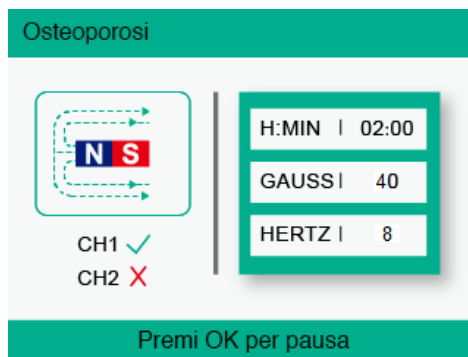 Osteoporosi
N S
CH1
CH2
H:MIN | 02:00
GAUSS | 40
HERTZ | 8
Premi OK per pausa